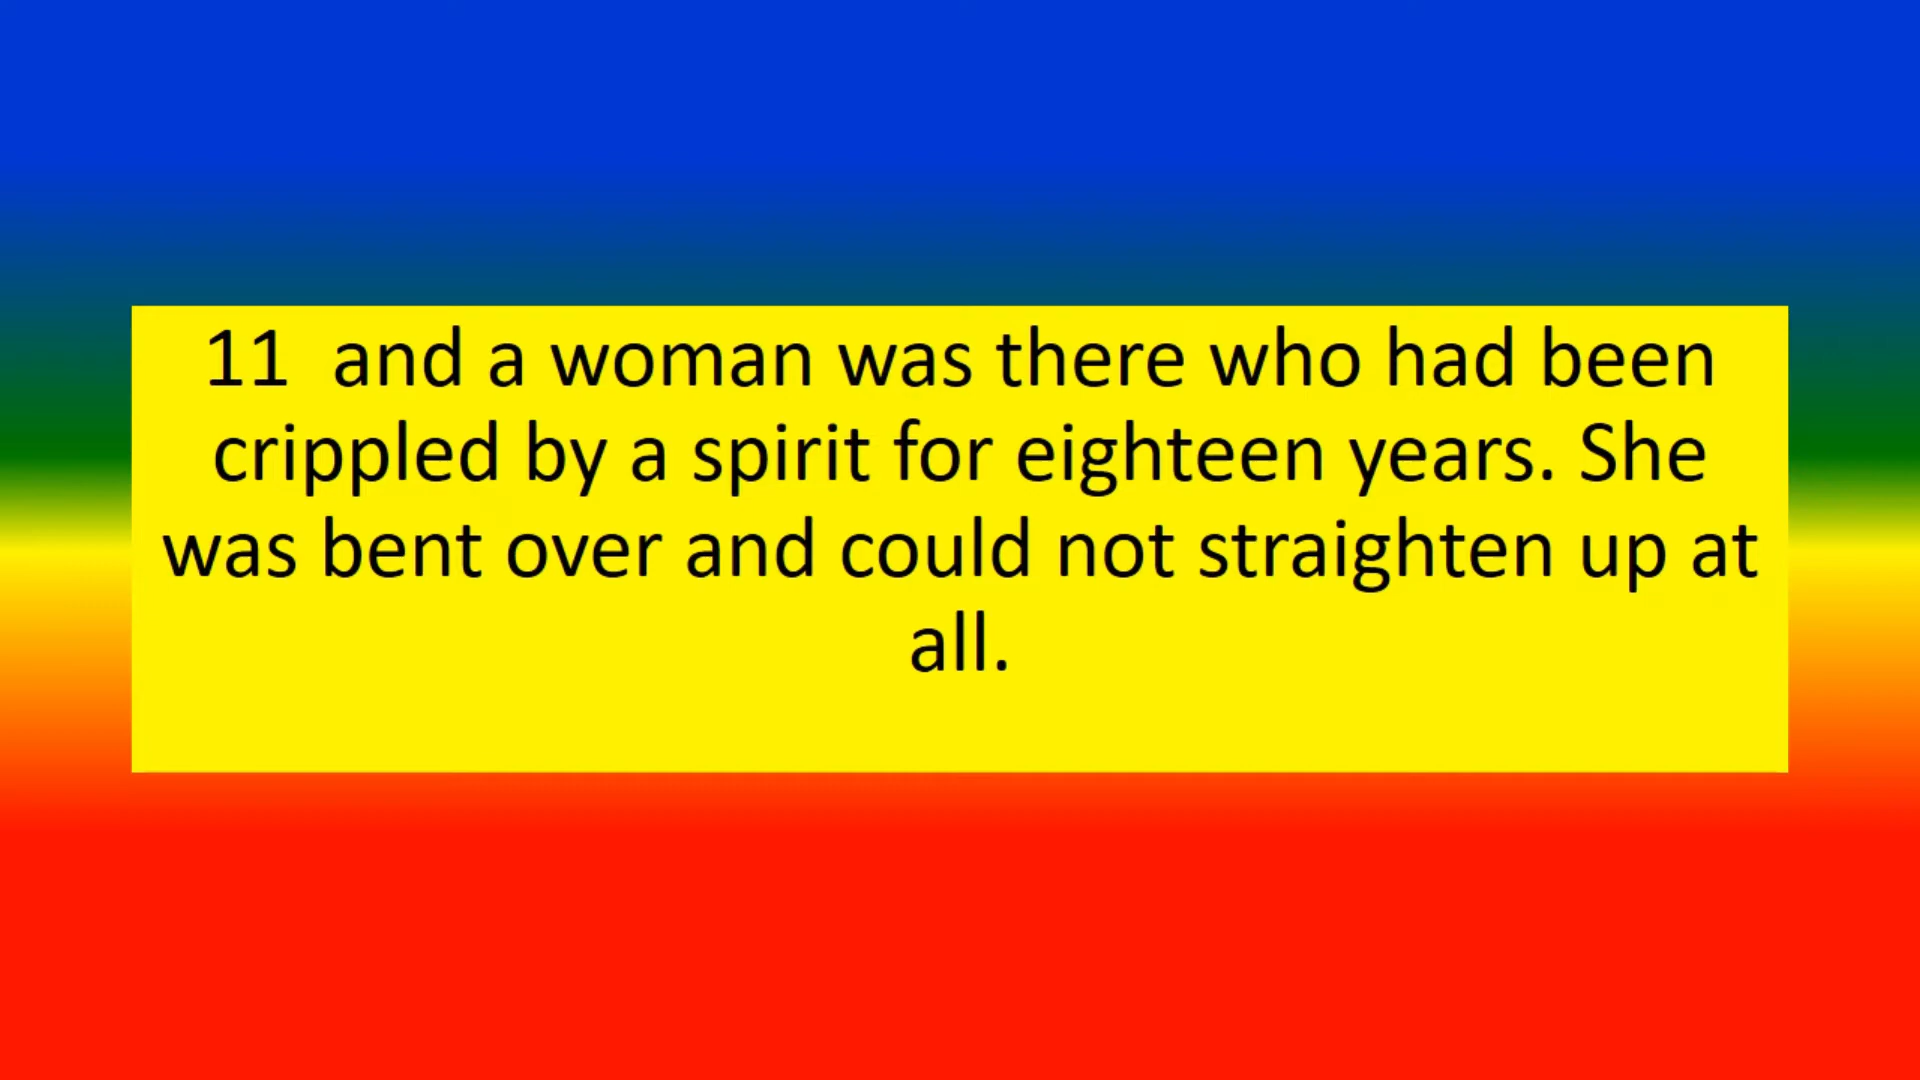 11  and a woman was there who had been
crippled by a spirit for eighteen years. She
was bent over and could not straighten up at
all.